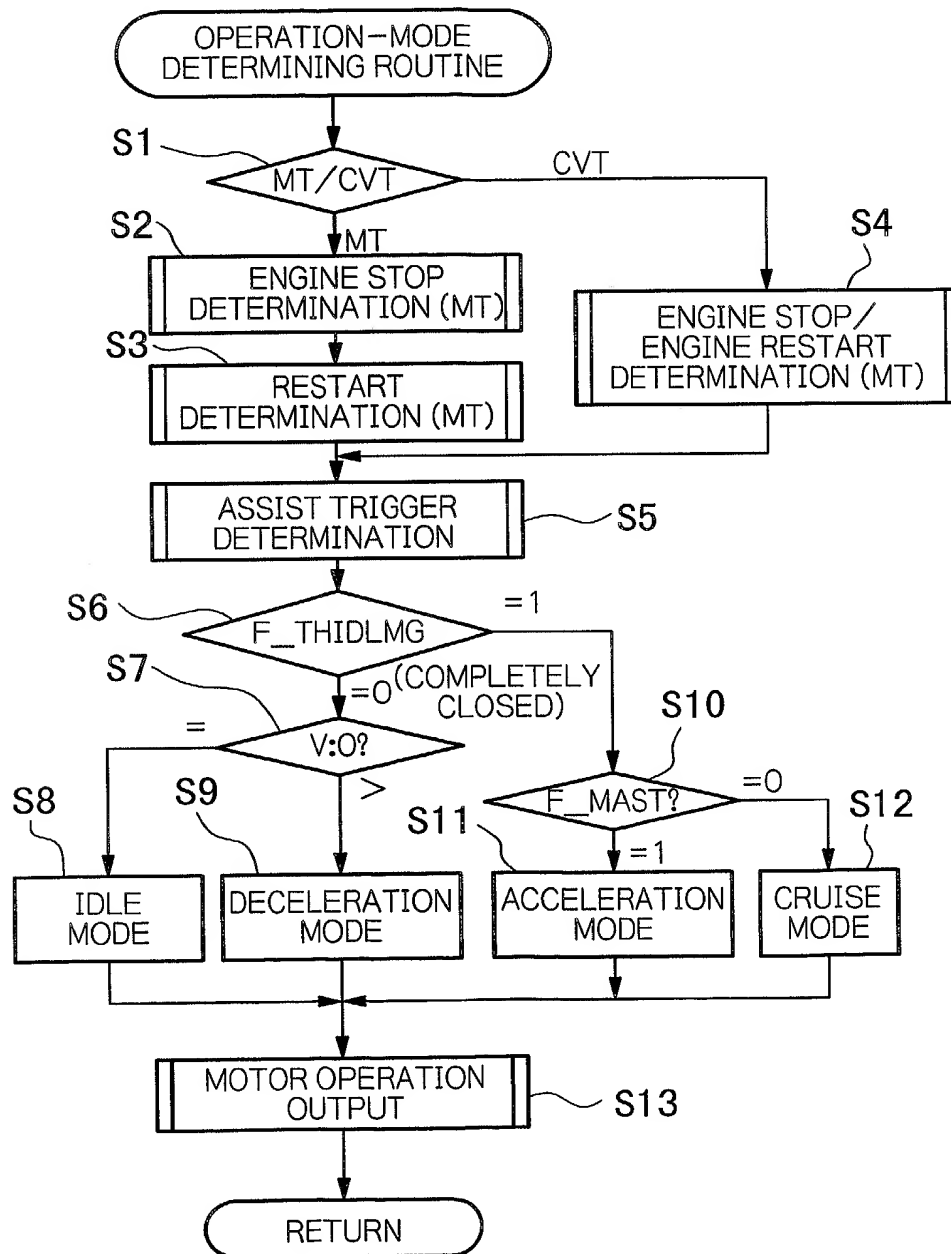 OPERATION-MODE
DETERMINING ROUTINE
S1
MT/CVT
CVT
MT
S2
ENGINE STOP
DETERMINATION (MT)
S4
ENGINE STOP/
ENGINE RESTART
DETERMINATION (MT)
S3
RESTART
DETERMINATION (MT)
ASSIST TRIGGER
DETERMINATION
S5
S6
F_THIDLMG
=1
=0 (COMPLETELY
CLOSED)
S7
V:0?
=
>
S10
F_MAST?
=0
=1
S8
IDLE
MODE
S9
DECELERATION
MODE
S11
ACCELERATION
MODE
S12
CRUISE
MODE
MOTOR OPERATION
OUTPUT
S13
RETURN